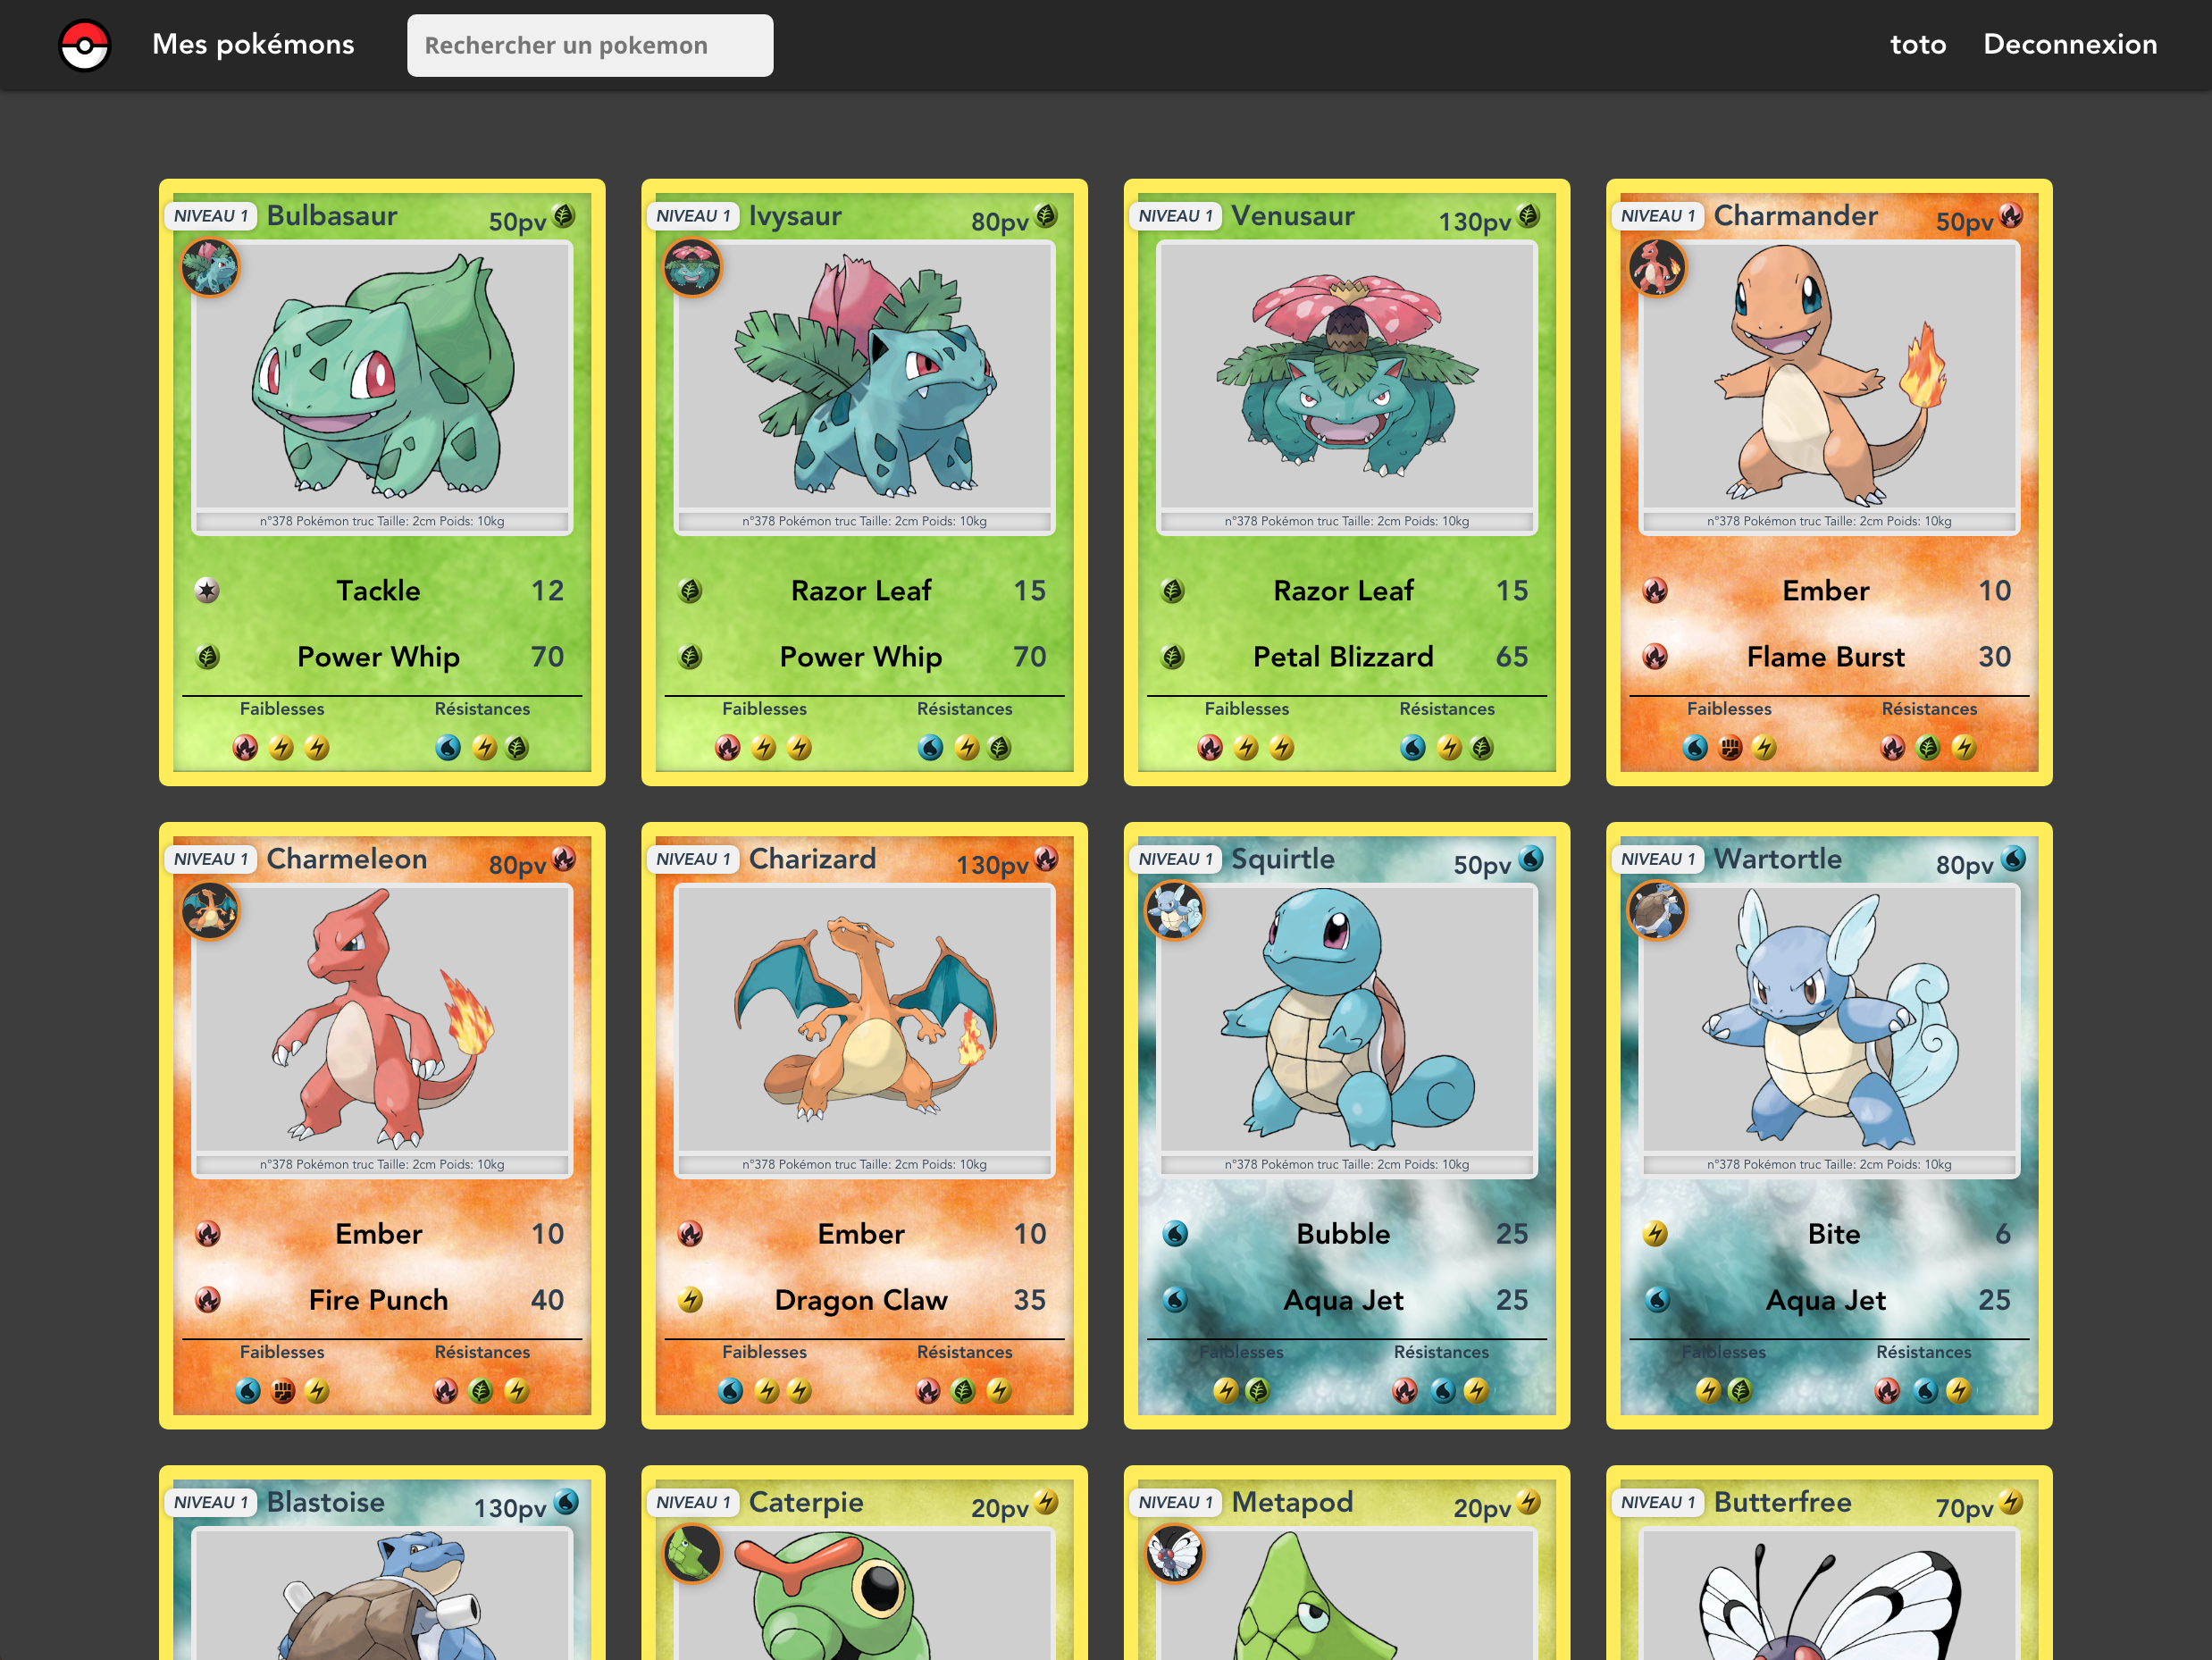 Mes pokémons Rechercher un pokemon toto Deconnexion
NIVEAU 1 Bulbasaur 50pv
n°378 Pokémon truc Taille: 2cm Poids: 10kg
Tackle 12
Power Whip 70
Faiblesses Résistances
NIVEAU 1 Ivysaur 80pv
n°378 Pokémon truc Taille: 2cm Poids: 10kg
Razor Leaf 15
Power Whip 70
Faiblesses Résistances
NIVEAU 1 Venusaur 130pv
n°378 Pokémon truc Taille: 2cm Poids: 10kg
Razor Leaf 15
Petal Blizzard 65
Faiblesses Résistances
NIVEAU 1 Charmander 50pv
n°378 Pokémon truc Taille: 2cm Poids: 10kg
Ember 10
Flame Burst 30
Faiblesses Résistances
NIVEAU 1 Charmeleon 80pv
n°378 Pokémon truc Taille: 2cm Poids: 10kg
Ember 10
Fire Punch 40
Faiblesses Résistances
NIVEAU 1 Charizard 130pv
n°378 Pokémon truc Taille: 2cm Poids: 10kg
Ember 10
Dragon Claw 35
Faiblesses Résistances
NIVEAU 1 Squirtle 50pv
n°378 Pokémon truc Taille: 2cm Poids: 10kg
Bubble 25
Aqua Jet 25
Faiblesses Résistances
NIVEAU 1 Wartortle 80pv
n°378 Pokémon truc Taille: 2cm Poids: 10kg
Bite 6
Aqua Jet 25
Faiblesses Résistances
NIVEAU 1 Blastoise 130pv
NIVEAU 1 Caterpie 20pv
NIVEAU 1 Metapod 20pv
NIVEAU 1 Butterfree 70pv